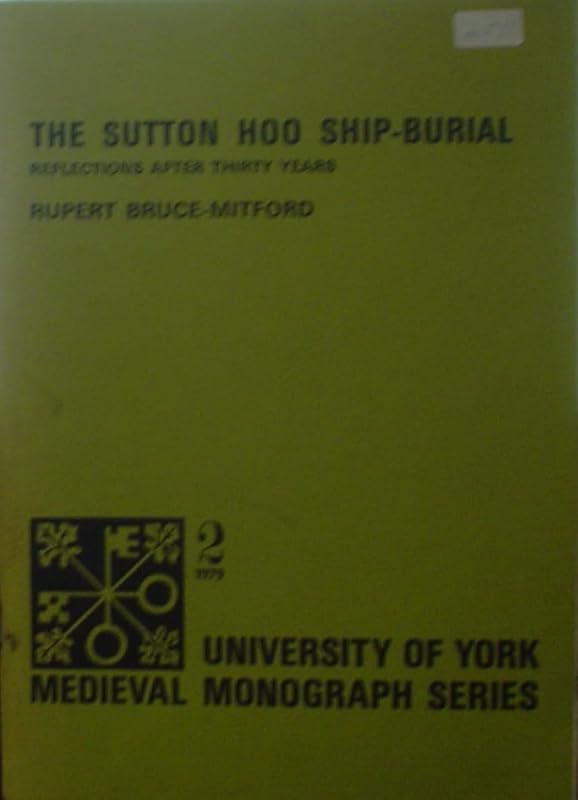 THE SUTTON HOO SHIP-BURIAL
REFLECTIONS AFTER THIRTY YEARS
RUPERT BRUCE-MITFORD
2
1979
UNIVERSITY OF YORK
MEDIEVAL MONOGRAPH SERIES